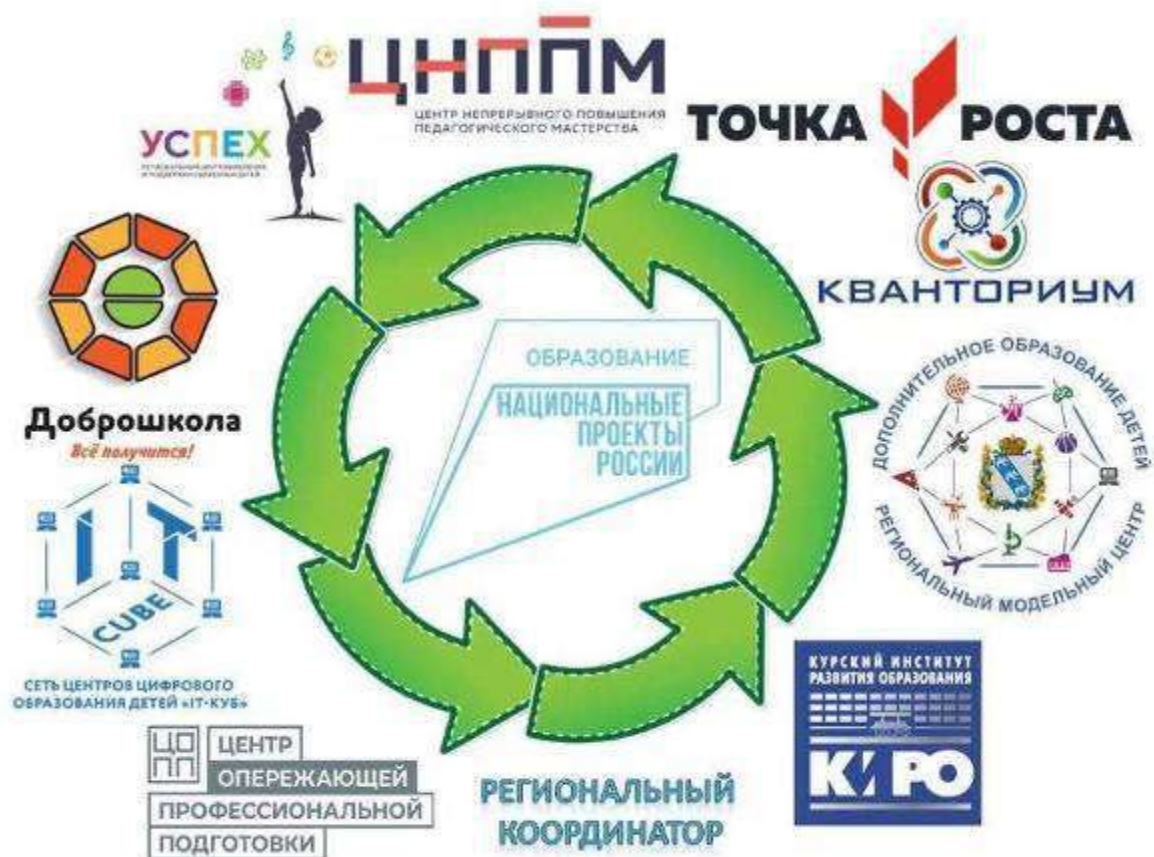 ЦНППМ
ЦЕНТР НЕПРЕРЫВНОГО ПОВЫШЕНИЯ
ПЕДАГОГИЧЕСКОГО МАСТЕРСТВА
УСПЕХ
ТОЧКА РОСТА
КВАНТОРИУМ
Доброшкола
Всё получится!
ОБРАЗОВАНИЕ
НАЦИОНАЛЬНЫЕ
ПРОЕКТЫ
РОССИИ
ДОПОЛНИТЕЛЬНОЕ ОБРАЗОВАНИЕ ДЕТЕЙ
РЕГИОНАЛЬНЫЙ МОДЕЛЬНЫЙ ЦЕНТР
IT
CUBE
СЕТЬ ЦЕНТРОВ ЦИФРОВОГО
ОБРАЗОВАНИЯ ДЕТЕЙ «IT-КУБ»
КУРСКИЙ ИНСТИТУТ
РАЗВИТИЯ ОБРАЗОВАНИЯ
КИРО
ЦО
ПП
ЦЕНТР
ОПЕРЕЖАЮЩЕЙ
ПРОФЕССИОНАЛЬНОЙ
ПОДГОТОВКИ
РЕГИОНАЛЬНЫЙ
КООРДИНАТОР